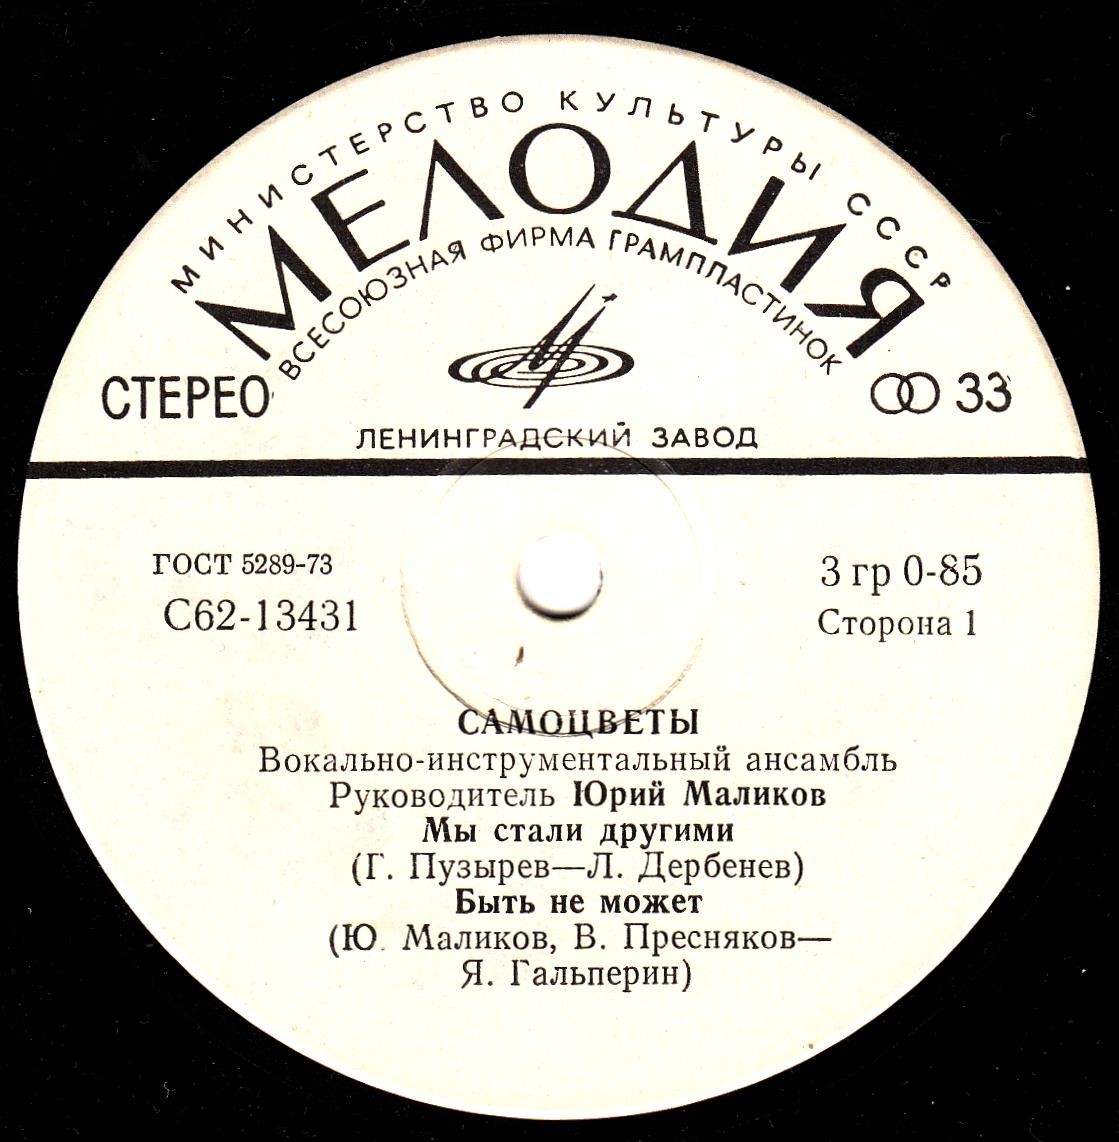 МИНИСТЕРСТВО КУЛЬТУРЫ СССР
МЕЛОДИЯ
ВСЕСОЮЗНАЯ ФИРМА ГРАМПЛАСТИНОК
СТЕРЕО
33
ЛЕНИНГРАДСКИЙ ЗАВОД
ГОСТ 5289-73
С62-13431
3 гр 0-85
Сторона 1
САМОЦВЕТЫ
Вокально-инструментальный ансамбль
Руководитель Юрий Маликов
Мы стали другими
(Г. Пузырев—Л. Дербенев)
Быть не может
(Ю. Маликов, В. Пресняков—
Я. Гальперин)